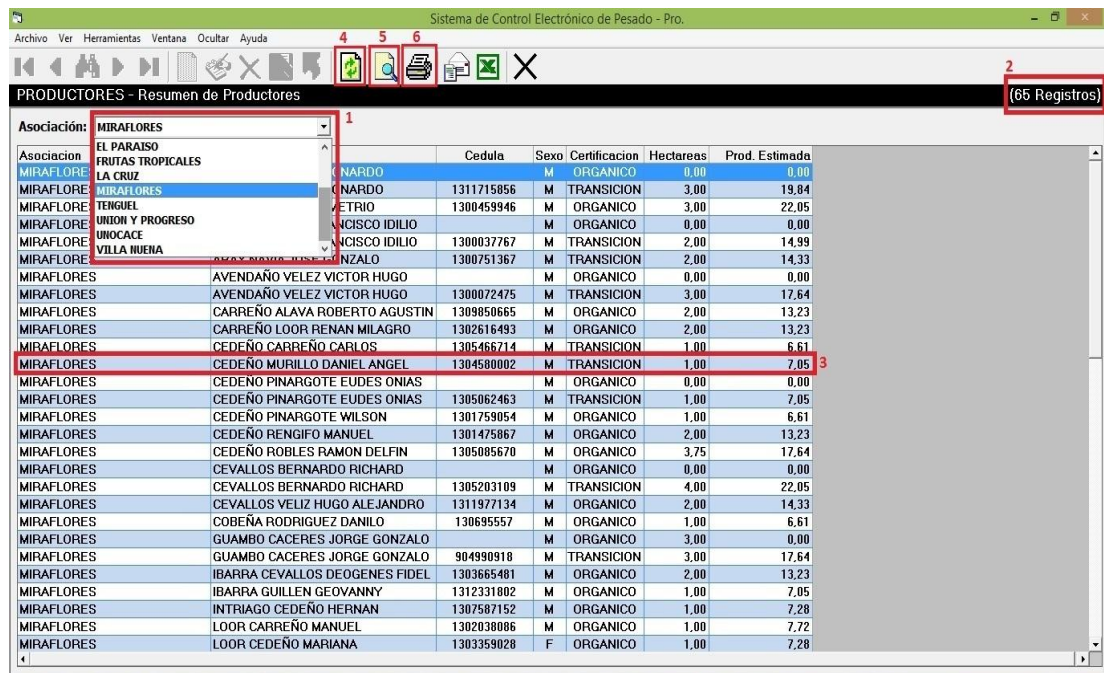 Sistema de Control Electrónico de Pesado - Pro.
Archivo Ver Herramientas Ventana Ocultar Ayuda
4 5 6
2
PRODUCTORES - Resumen de Productores (65 Registros)
Asociación: MIRAFLORES 1
EL PARAISO
FRUTAS TROPICALES
LA CRUZ
MIRAFLORES
TENGUEL
UNION Y PROGRESO
UNOCACE
VILLA NUENA
Asociacion Cedula Sexo Certificacion Hectareas Prod. Estimada
MIRAFLORES M ORGANICO 0,00 0,00
MIRAFLORES 1311715856 M TRANSICION 3,00 19,84
MIRAFLORES 1300459946 M ORGANICO 3,00 22,05
MIRAFLORES IDILIO M ORGANICO 0,00 0,00
MIRAFLORES IDILIO 1300037767 M TRANSICION 2,00 14,99
MIRAFLORES 1300751367 M TRANSICION 2,00 14,33
MIRAFLORES AVENDAÑO VELEZ VICTOR HUGO M ORGANICO 0,00 0,00
MIRAFLORES AVENDAÑO VELEZ VICTOR HUGO 1300072475 M TRANSICION 3,00 17,64
MIRAFLORES CARREÑO ALAVA ROBERTO AGUSTIN 1309850665 M ORGANICO 2,00 13,23
MIRAFLORES CARREÑO LOOR RENAN MILAGRO 1302616493 M ORGANICO 2,00 13,23
MIRAFLORES CEDEÑO CARREÑO CARLOS 1305466714 M TRANSICION 1,00 6,61
MIRAFLORES CEDEÑO MURILLO DANIEL ANGEL 1304580002 M TRANSICION 1,00 7,05 3
MIRAFLORES CEDEÑO PINARGOTE EUDES ONIAS M ORGANICO 0,00 0,00
MIRAFLORES CEDEÑO PINARGOTE EUDES ONIAS 1305062463 M TRANSICION 1,00 7,05
MIRAFLORES CEDEÑO PINARGOTE WILSON 1301759054 M ORGANICO 1,00 6,61
MIRAFLORES CEDEÑO RENGIFO MANUEL 1301475867 M ORGANICO 2,00 13,23
MIRAFLORES CEDEÑO ROBLES RAMON DELFIN 1305085670 M ORGANICO 3,75 17,64
MIRAFLORES CEVALLOS BERNARDO RICHARD M ORGANICO 0,00 0,00
MIRAFLORES CEVALLOS BERNARDO RICHARD 1305203109 M TRANSICION 4,00 22,05
MIRAFLORES CEVALLOS VELIZ HUGO ALEJANDRO 1311977134 M ORGANICO 2,00 14,33
MIRAFLORES COBEÑA RODRIGUEZ DANILO 130695557 M ORGANICO 1,00 6,61
MIRAFLORES GUAMBO CACERES JORGE GONZALO M ORGANICO 3,00 0,00
MIRAFLORES GUAMBO CACERES JORGE GONZALO 904990918 M TRANSICION 3,00 17,64
MIRAFLORES IBARRA CEVALLOS DEOGENES FIDEL 1303665481 M ORGANICO 2,00 13,23
MIRAFLORES IBARRA GUILLEN GEOVANNY 1312331802 M ORGANICO 1,00 7,05
MIRAFLORES INTRIAGO CEDEÑO HERNAN 1307587152 M ORGANICO 1,00 7,28
MIRAFLORES LOOR CARREÑO MANUEL 1302038086 M ORGANICO 1,00 7,72
MIRAFLORES LOOR CEDEÑO MARIANA 1303359028 F ORGANICO 1,00 7,28